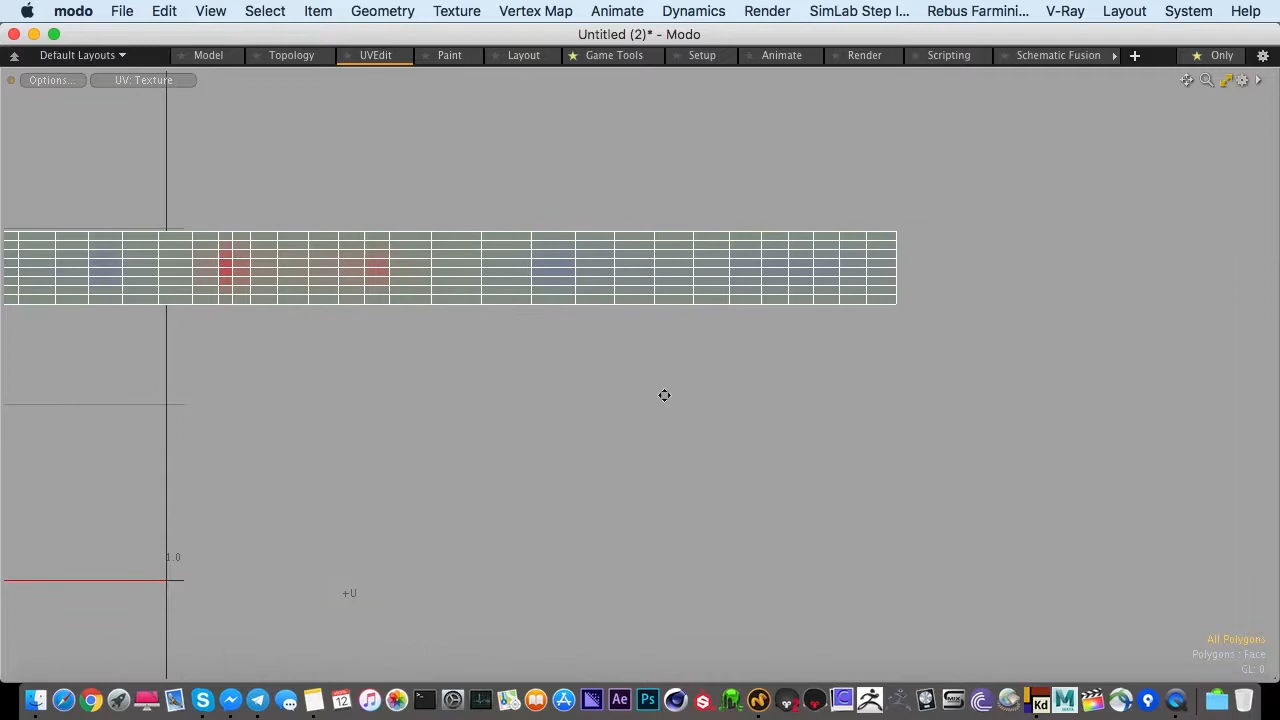 modo File Edit View Select Item Geometry Texture Vertex Map Animate Dynamics Render SimLab Step I... Rebus Farmini... V-Ray Layout System Help
Untitled (2)* - Modo
Default Layouts Model Topology UVEdit Paint Layout Game Tools Setup Animate Render Scripting Schematic Fusion + Only
Options... UV: Texture
1.0
+U
All Polygons
Polygons : Face
GL: 0